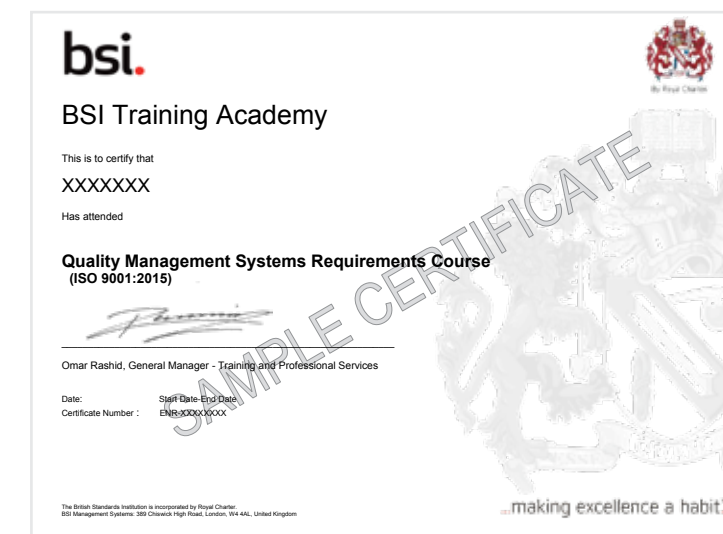 bsi.
By Royal Charter
BSI Training Academy
This is to certify that
XXXXXXX
Has attended
Quality Management Systems Requirements Course
(ISO 9001:2015)
SAMPLE CERTIFICATE
Omar Rashid, General Manager - Training and Professional Services
Date: Start Date-End Date
Certificate Number : ENR-XXXXXXXX
The British Standards Institution is incorporated by Royal Charter.
BSI Management Systems: 389 Chiswick High Road, London, W4 4AL, United Kingdom
...making excellence a habit.